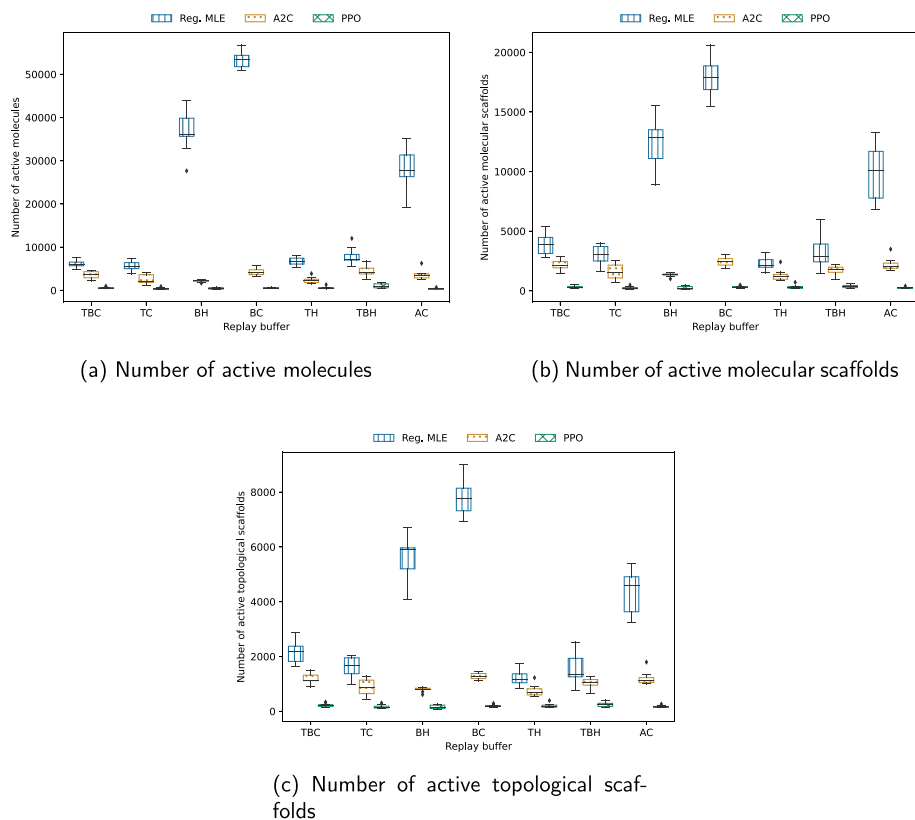 Reg. MLE A2C PPO
Number of active molecules
50000
40000
30000
20000
10000
0
TBC TC BH BC TH TBH AC
Replay buffer
(a) Number of active molecules
Reg. MLE A2C PPO
Number of active molecular scaffolds
20000
15000
10000
5000
0
TBC TC BH BC TH TBH AC
Replay buffer
(b) Number of active molecular scaffolds
Reg. MLE A2C PPO
Number of active topological scaffolds
8000
6000
4000
2000
0
TBC TC BH BC TH TBH AC
Replay buffer
(c) Number of active topological scaf-
folds